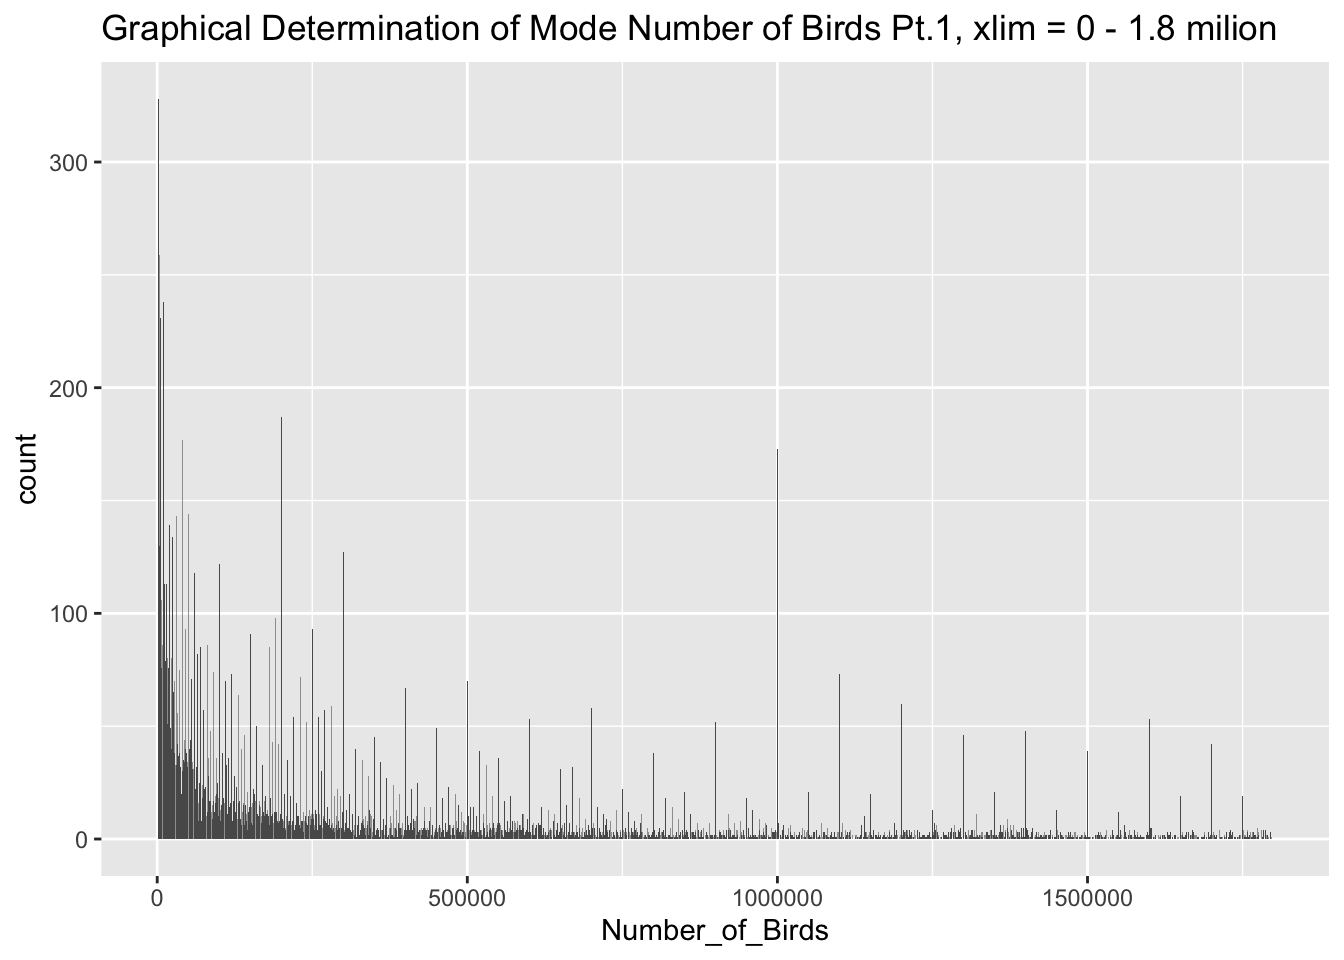 Graphical Determination of Mode Number of Birds Pt.1, xlim = 0 - 1.8 milion
300
200
100
0
count
0 500000 1000000 1500000
Number_of_Birds